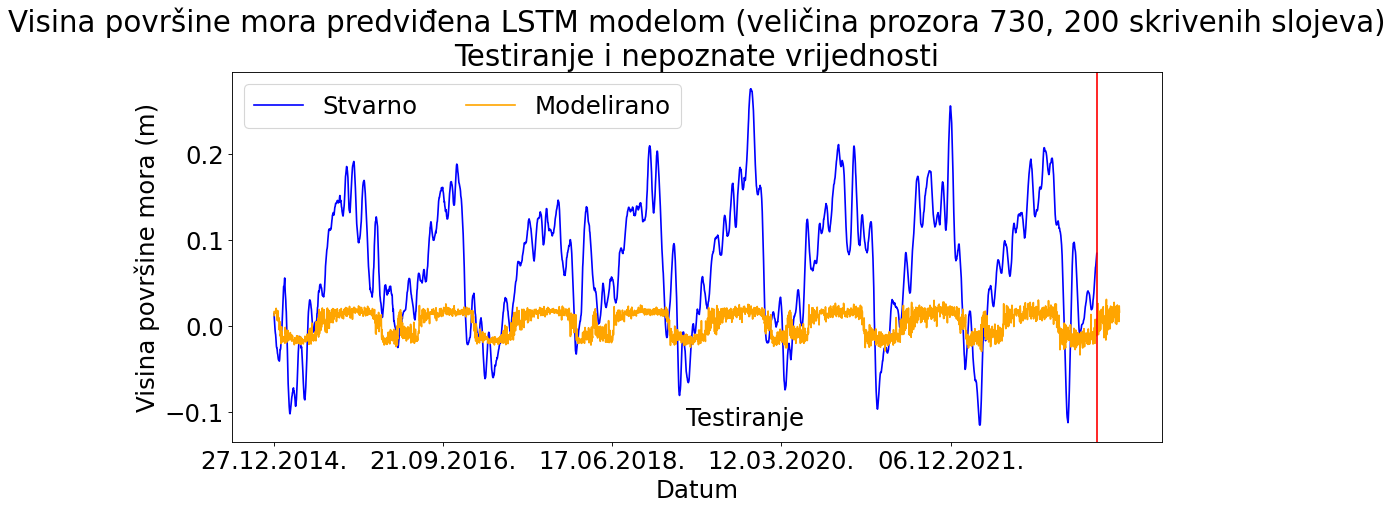 Visina površine mora predviđena LSTM modelom (veličina prozora 730, 200 skrivenih slojeva)
Testiranje i nepoznate vrijednosti
Stvarno
Modelirano
Visina površine mora (m)
0.2
0.1
0.0
−0.1
Testiranje
27.12.2014.
21.09.2016.
17.06.2018.
12.03.2020.
06.12.2021.
Datum